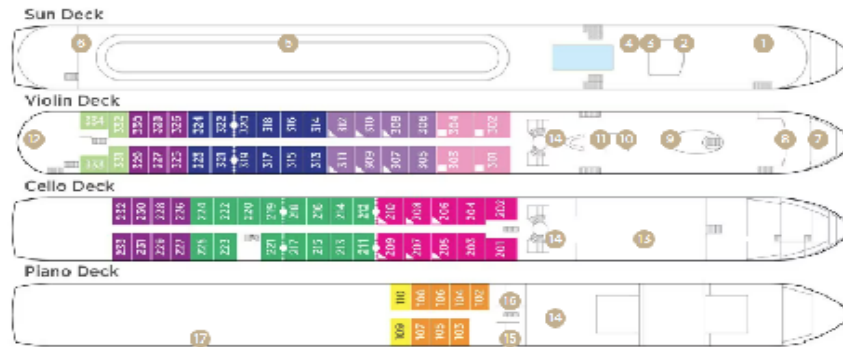 Sun Deck
6 5 4 3 2 1
Violin Deck
334 332 330 328 326 324 322 320 318 316 314 312 310 308 306 304 302
12 14 11 10 9 8 7
333 331 329 327 325 323 321 319 317 315 313 311 309 307 305 303 301
Cello Deck
232 230 228 226 224 222 220 219 218 216 214 212 210 208 206 204 202
14 13
233 231 229 227 225 223 221 217 215 213 211 209 207 205 203 201
Piano Deck
110 108 106 104 102 16
14
109 107 105 103
17 15